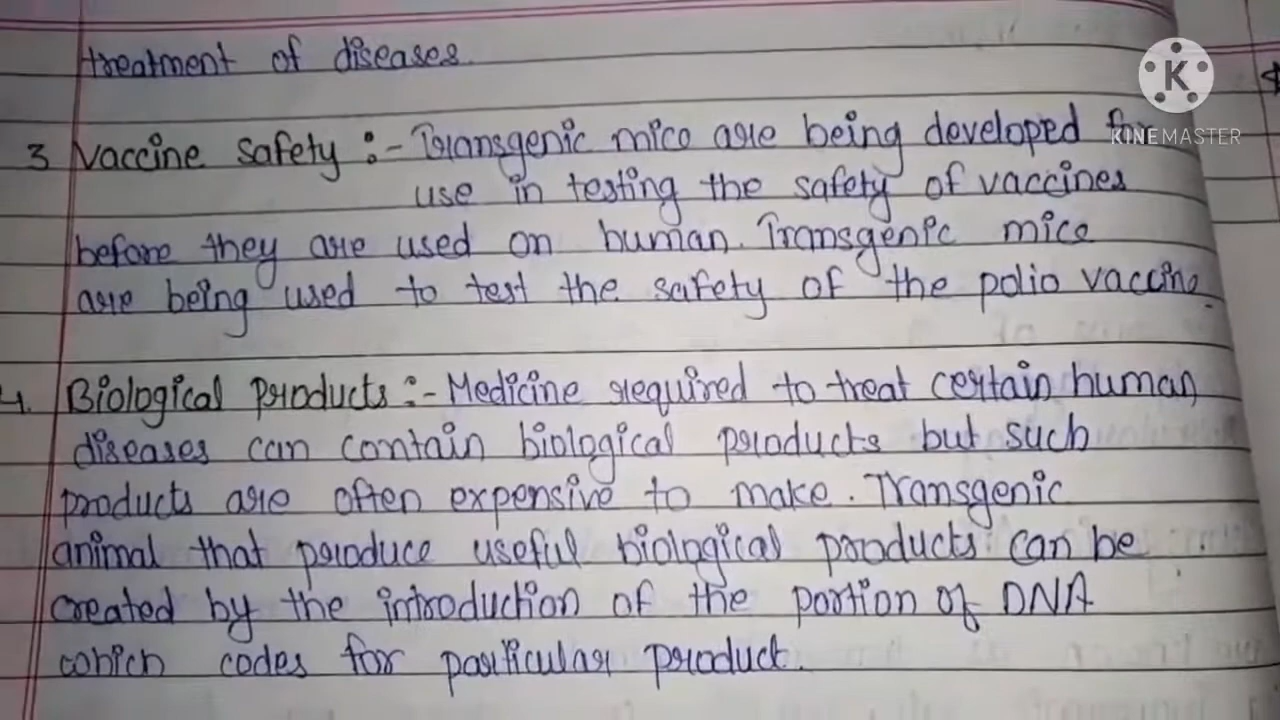 treatment of diseases.
3 Vaccine safety :- Transgenic mice are being developed for
use in testing the safety of vaccines
before they are used on human. Transgenic mice
are being used to test the safety of the polio vaccine.
4. Biological products :- Medicine required to treat certain human
diseases can contain biological products but such
products are often expensive to make. Transgenic
animal that produce useful biological products can be
created by the introduction of the portion of DNA
which codes for particular product.
K
KINEMASTER